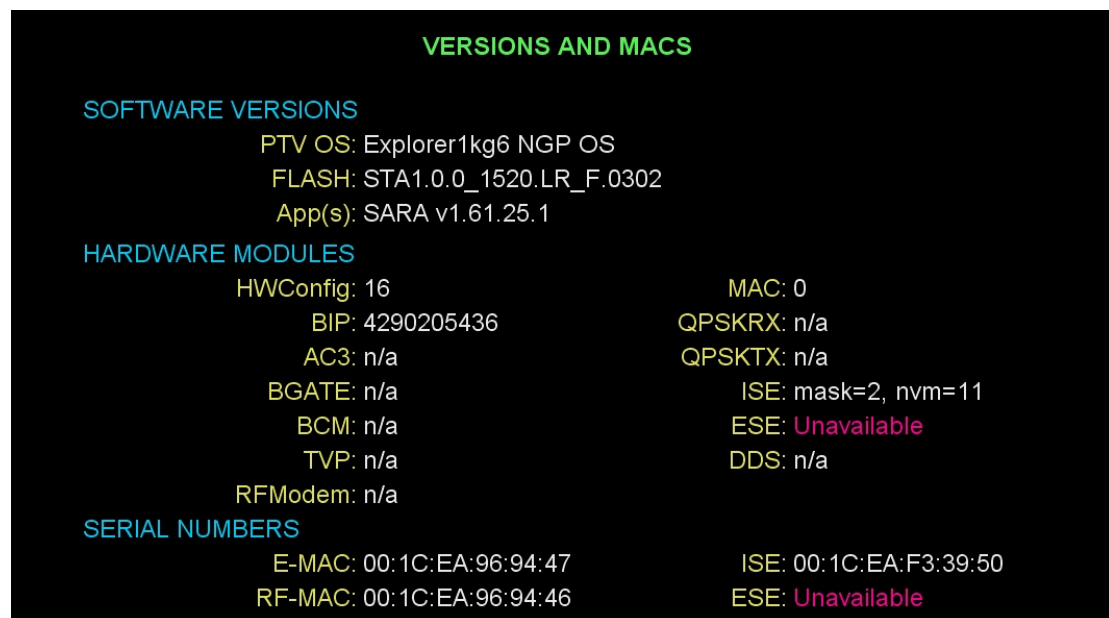 VERSIONS AND MACS
SOFTWARE VERSIONS
PTV OS: Explorer1kg6 NGP OS
FLASH: STA1.0.0_1520.LR_F.0302
App(s): SARA v1.61.25.1
HARDWARE MODULES
HWConfig: 16 MAC: 0
BIP: 4290205436 QPSKRX: n/a
AC3: n/a QPSKTX: n/a
BGATE: n/a ISE: mask=2, nvm=11
BCM: n/a ESE: Unavailable
TVP: n/a DDS: n/a
RFModem: n/a
SERIAL NUMBERS
E-MAC: 00:1C:EA:96:94:47 ISE: 00:1C:EA:F3:39:50
RF-MAC: 00:1C:EA:96:94:46 ESE: Unavailable